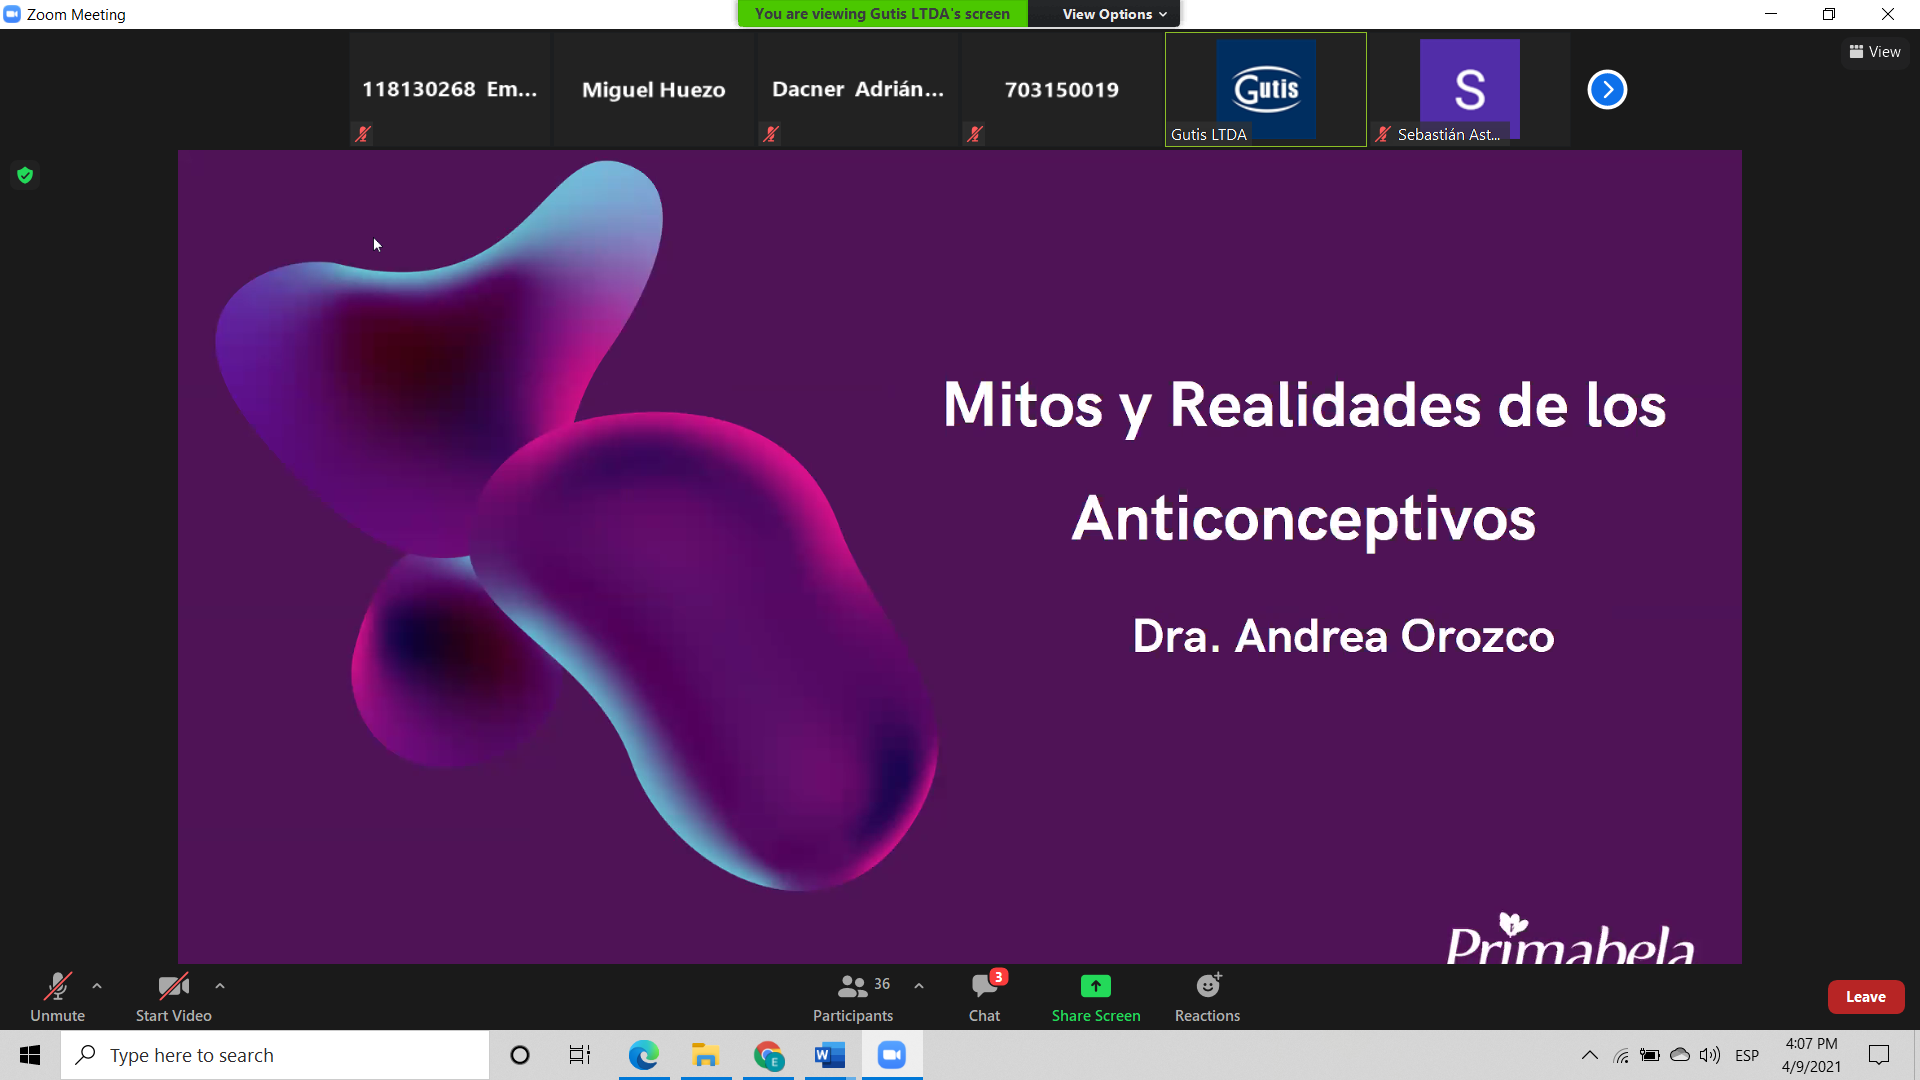 Zoom Meeting
You are viewing Gutis LTDA's screen
View Options
118130268 Em...
Miguel Huezo
Dacner Adrián...
703150019
Gutis
Gutis LTDA
S
Sebastián Ast...
View
Mitos y Realidades de los
Anticonceptivos
Dra. Andrea Orozco
Primabela
Unmute
Start Video
36
Participants
3
Chat
Share Screen
Reactions
Leave
Type here to search
E
W
ESP
4:07 PM
4/9/2021